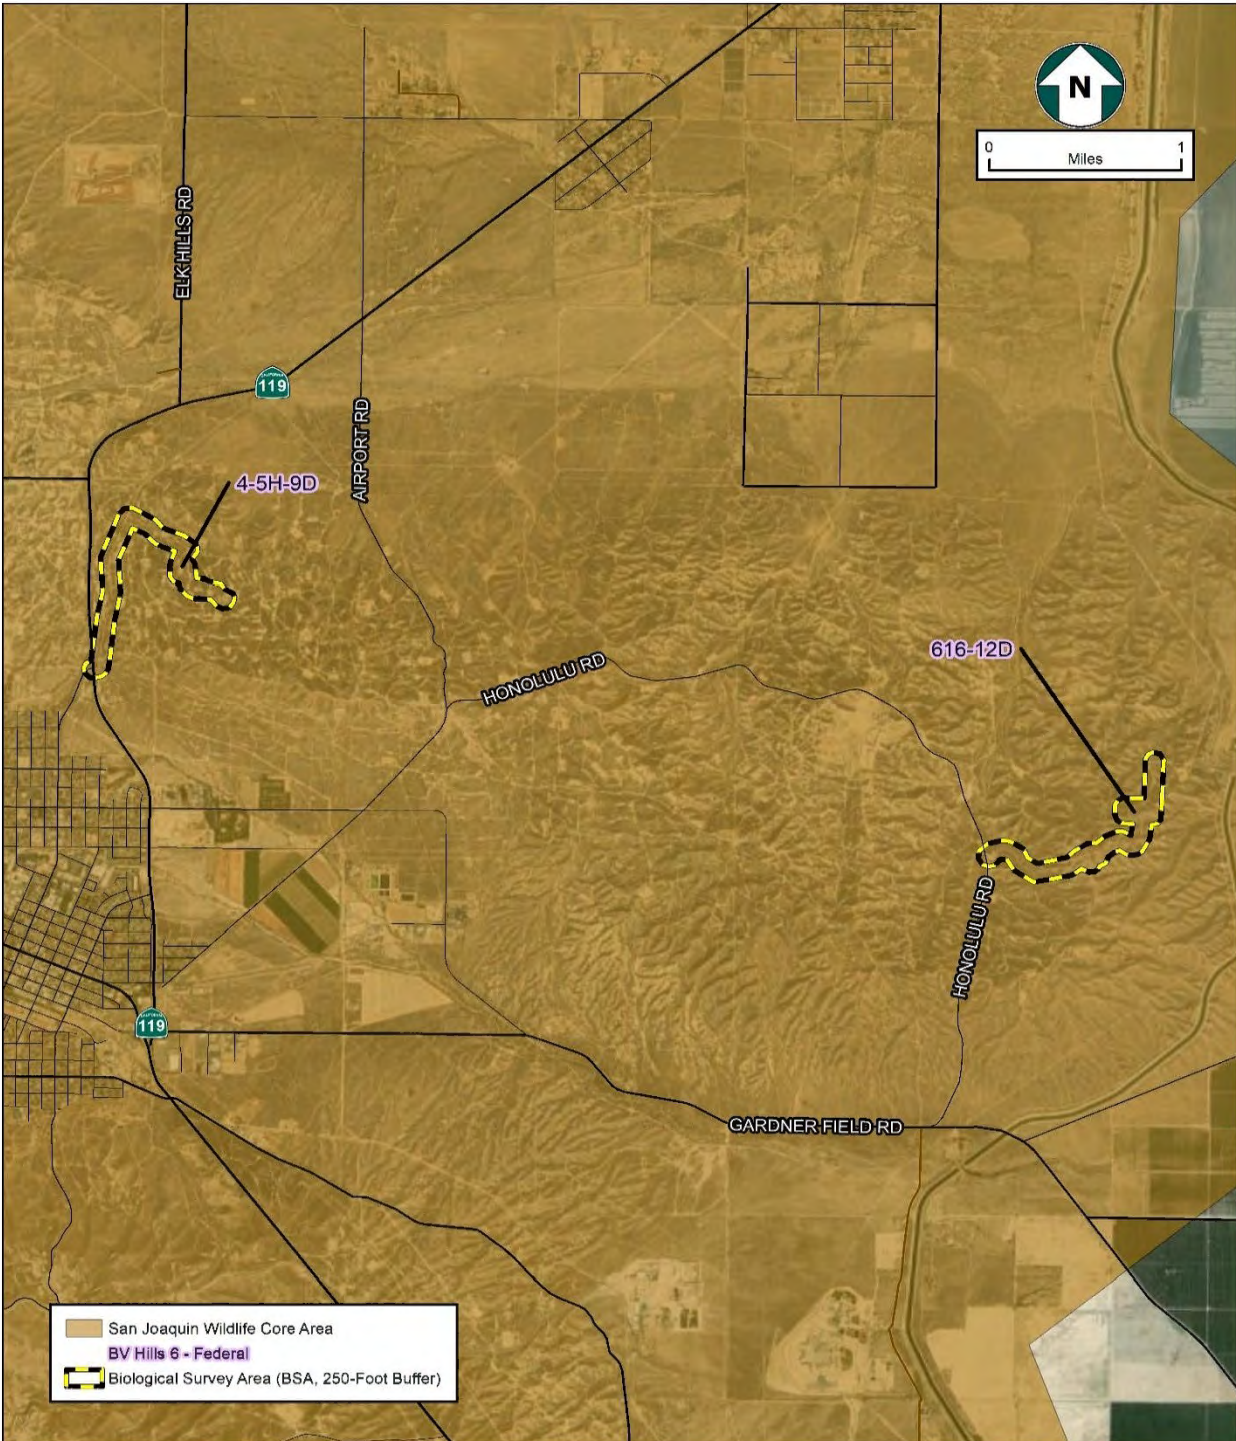 N
0 1
Miles
ELK HILLS RD
CALIFORNIA
119
AIRPORT RD
4-5H-9D
616-12D
HONOLULU RD
HONOLULU RD
CALIFORNIA
119
GARDNER FIELD RD
San Joaquin Wildlife Core Area
BV Hills 6 - Federal
Biological Survey Area (BSA, 250-Foot Buffer)